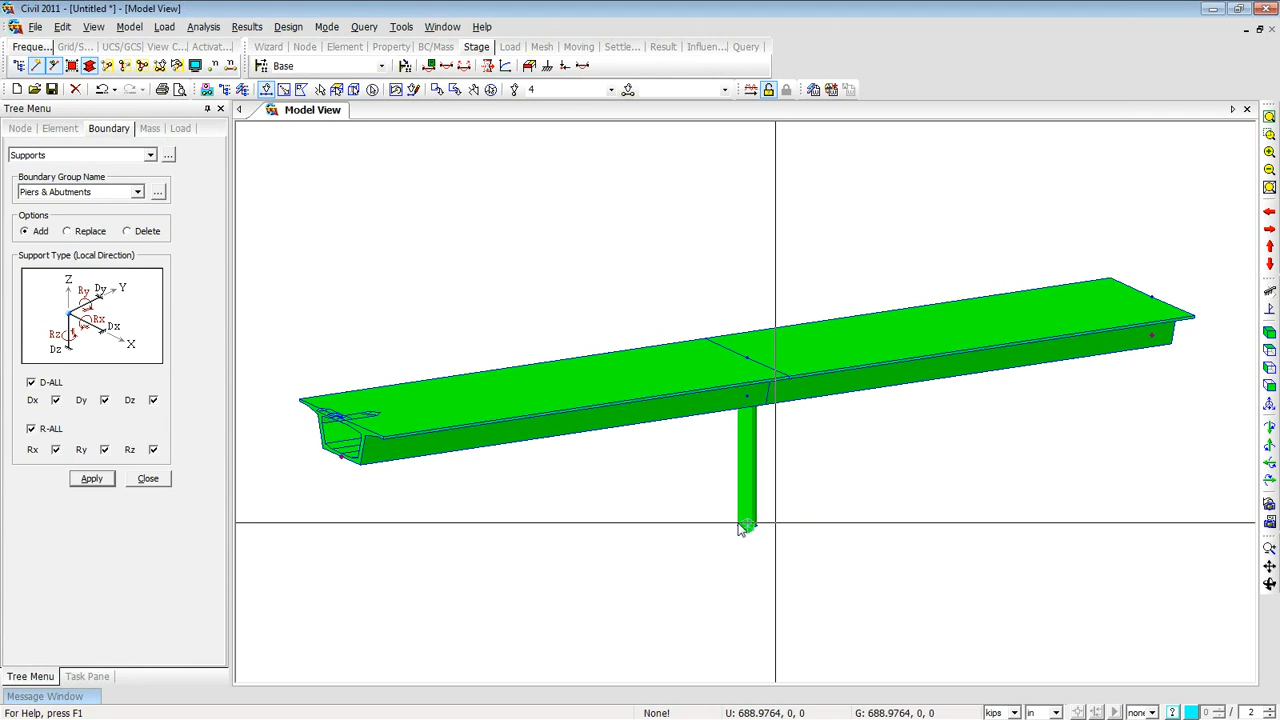 Civil 2011 - [Untitled *] - [Model View]
File Edit View Model Load Analysis Results Design Mode Query Tools Window Help
Freque... Grid/S... UCS/GCS View C... Activat... Wizard Node Element Property BC/Mass Stage Load Mesh Moving Settle... Result Influen... Query
Base
4
Tree Menu
Model View
Node Element Boundary Mass Load
Supports
...
Boundary Group Name
Piers & Abutments
...
Options
Add Replace Delete
Support Type (Local Direction)
Z
Ry Dy Y
Rx
Rz Dx
Dz X
D-ALL
Dx Dy Dz
R-ALL
Rx Ry Rz
Apply Close
Tree Menu Task Pane
Message Window
For Help, press F1 None! U: 688.9764, 0, 0 G: 688.9764, 0, 0 kips in none ? 0 / 2